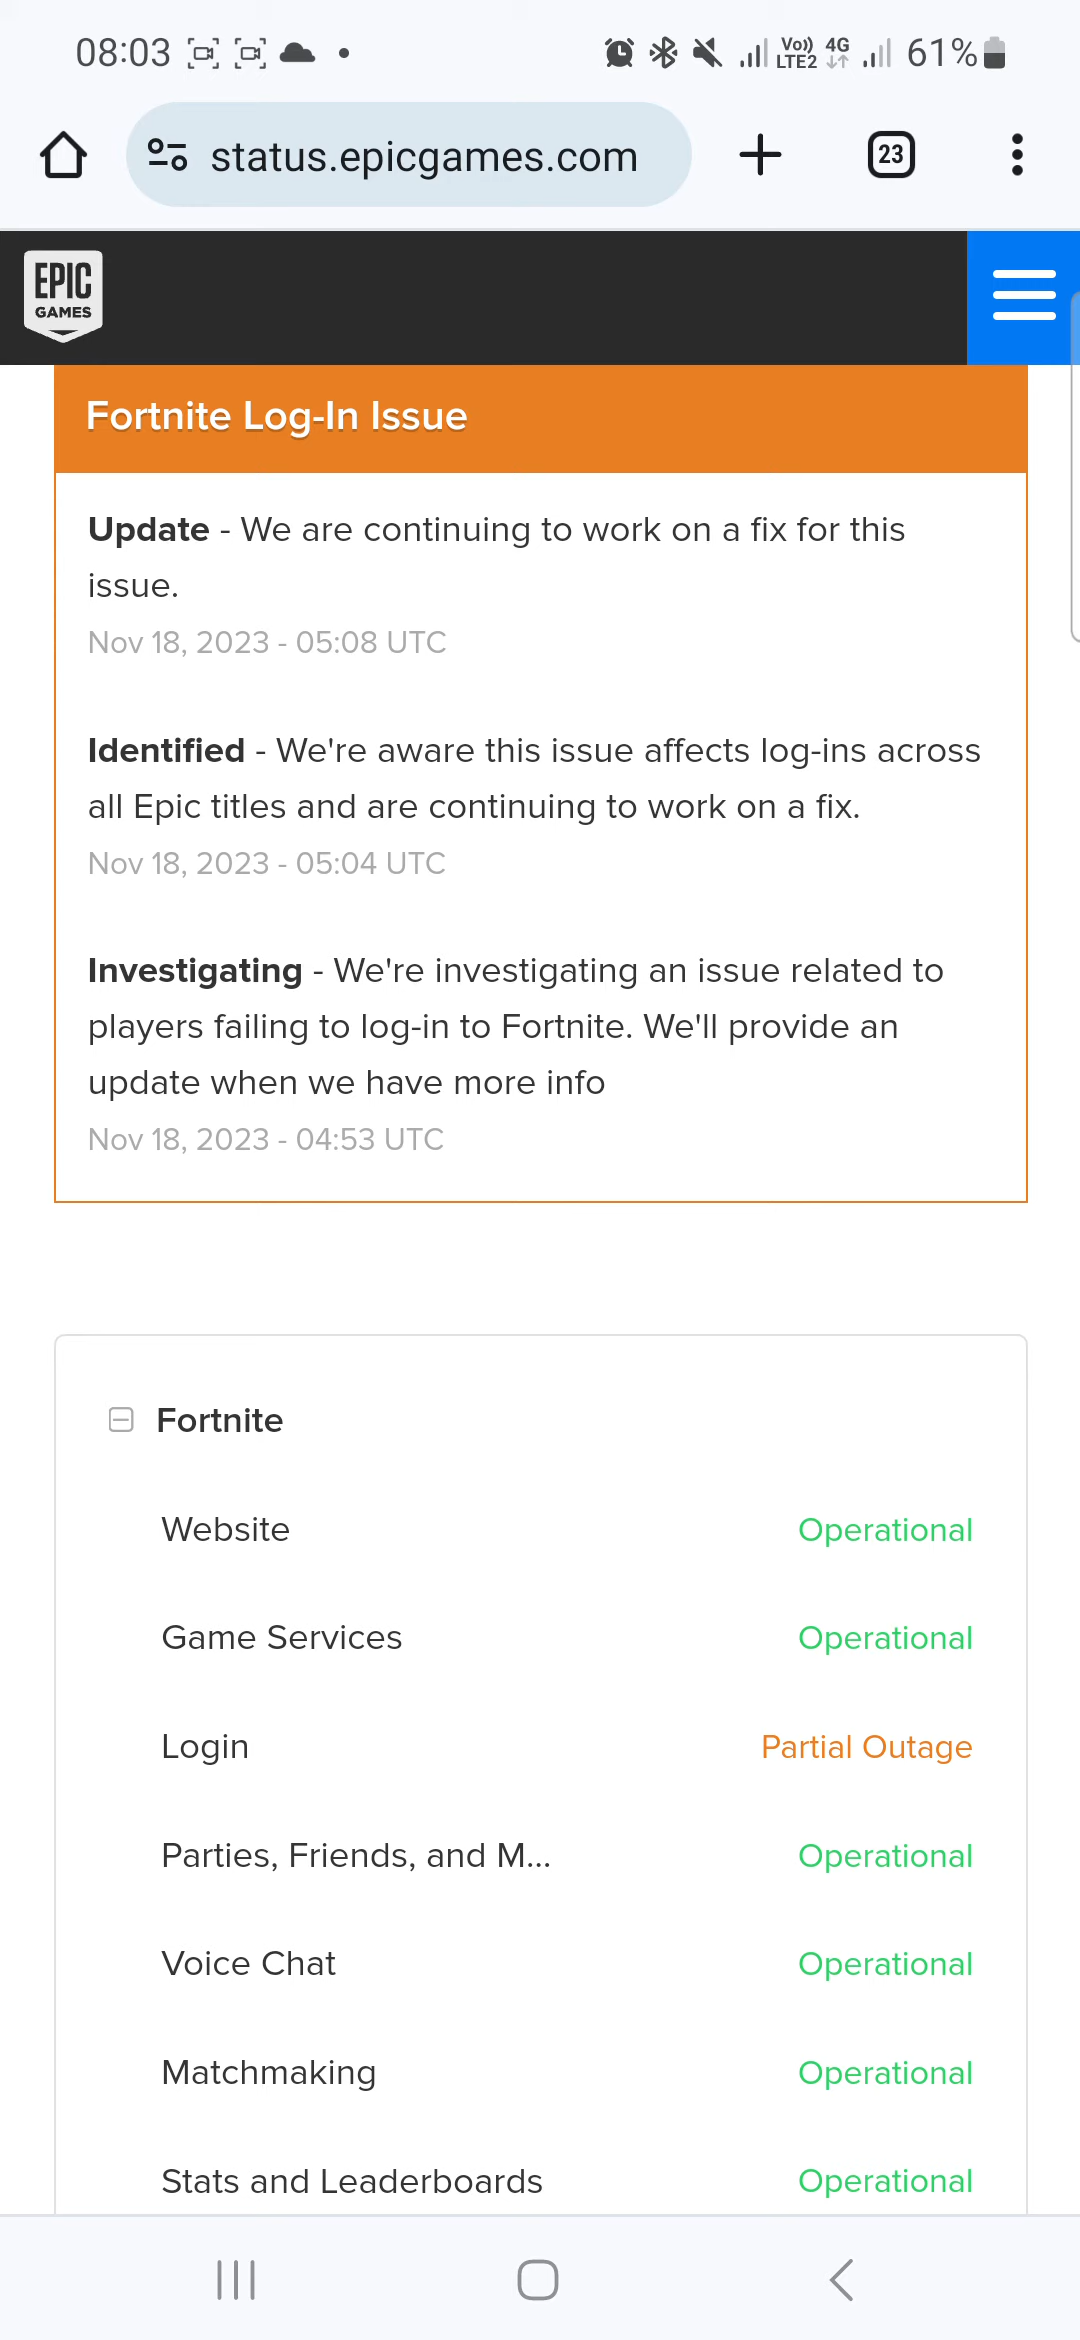 08:03
Vo)) LTE2 4G 61%
status.epicgames.com
23
EPIC
GAMES
Fortnite Log-In Issue
Update - We are continuing to work on a fix for this
issue.
Nov 18, 2023 - 05:08 UTC
Identified - We're aware this issue affects log-ins across
all Epic titles and are continuing to work on a fix.
Nov 18, 2023 - 05:04 UTC
Investigating - We're investigating an issue related to
players failing to log-in to Fortnite. We'll provide an
update when we have more info
Nov 18, 2023 - 04:53 UTC
Fortnite
Website Operational
Game Services Operational
Login Partial Outage
Parties, Friends, and M... Operational
Voice Chat Operational
Matchmaking Operational
Stats and Leaderboards Operational